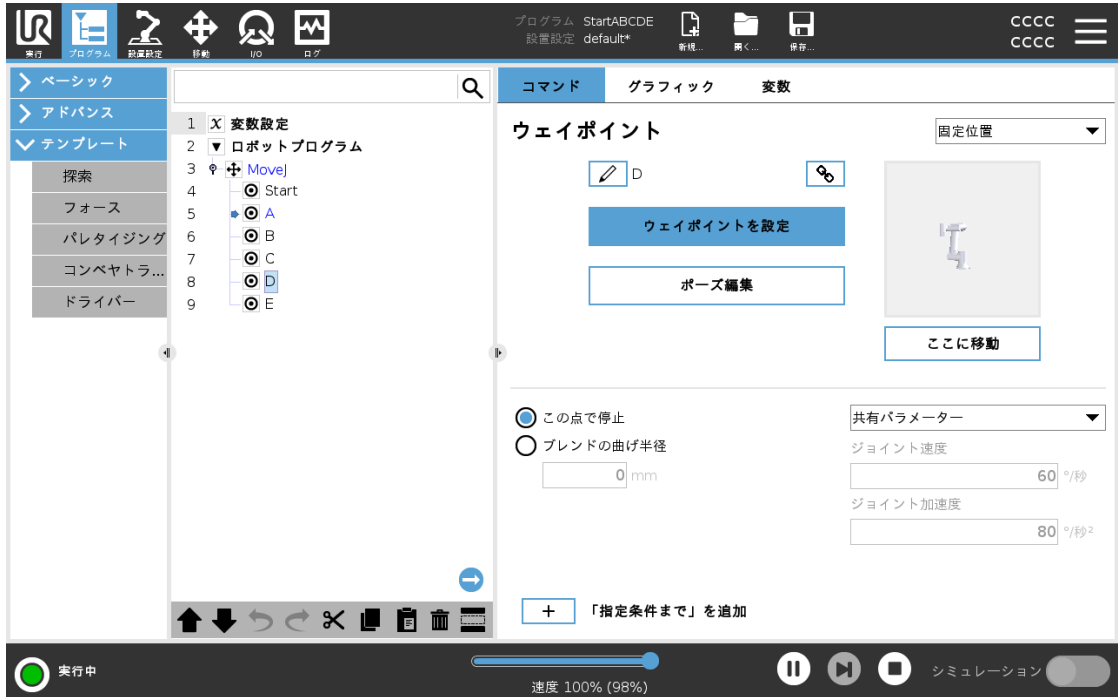 UR
実行
プログラム
設置設定
移動
I/O
ログ
プログラム StartABCDE
設置設定 default*
新規...
開く...
保存...
CCCC
CCCC
ベーシック
アドバンス
テンプレート
探索
フォース
パレタイジング
コンベヤトラ...
ドライバー
1 X 変数設定
2 ロボットプログラム
3 MoveJ
4 Start
5 A
6 B
7 C
8 D
9 E
コマンド グラフィック 変数
ウェイポイント
固定位置
D
ウェイポイントを設定
ポーズ編集
ここに移動
この点で停止
ブレンドの曲げ半径
0 mm
共有パラメーター
ジョイント速度
60 °/秒
ジョイント加速度
80 °/秒²
+ 「指定条件まで」を追加
実行中
速度 100% (98%)
シミュレーション